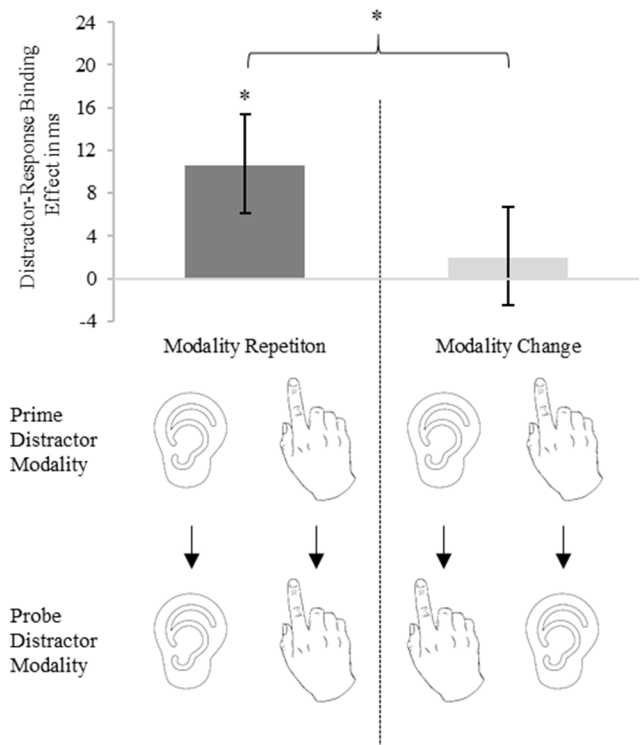 *
24
20
16
12
8
4
0
-4
Distractor-Response Binding
Effect in ms
*
Modality Repetiton
Modality Change
Prime
Distractor
Modality
Probe
Distractor
Modality